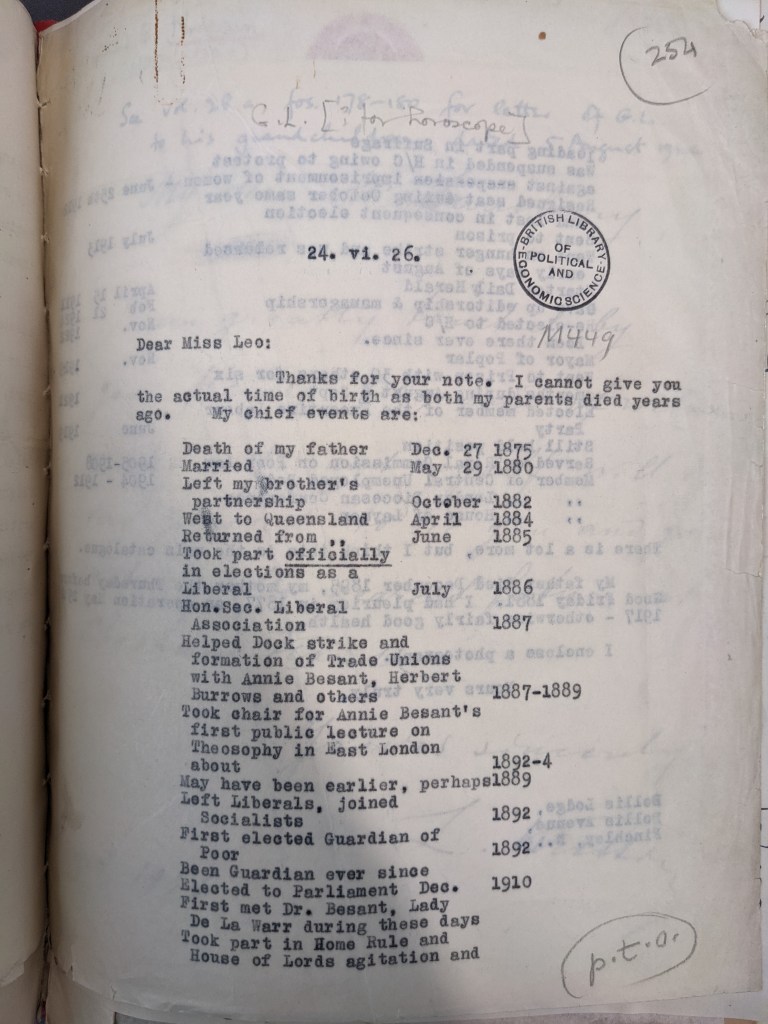 254
G.L. [? for horoscope]
24. vi. 26.
BRITISH LIBRARY
OF
POLITICAL
AND
ECONOMIC SCIENCE
M449
Dear Miss Leo:
Thanks for your note. I cannot give you
the actual time of birth as both my parents died years
ago. My chief events are:
Death of my father Dec. 27 1875
Married May 29 1880
Left my brother's
partnership October 1882
Went to Queensland April 1884
Returned from ,, June 1885
Took part officially
in elections as a
Liberal July 1886
Hon.Sec. Liberal
Association 1887
Helped Dock strike and
formation of Trade Unions
with Annie Besant, Herbert
Burrows and others 1887-1889
Took chair for Annie Besant's
first public lecture on
Theosophy in East London
about 1892-4
May have been earlier, perhaps1889
Left Liberals, joined
Socialists 1892
First elected Guardian of
Poor 1892
Been Guardian ever since
Elected to Parliament Dec. 1910
First met Dr. Besant, Lady
De La Warr during these days
Took part in Home Rule and
House of Lords agitation and
p.t.o.